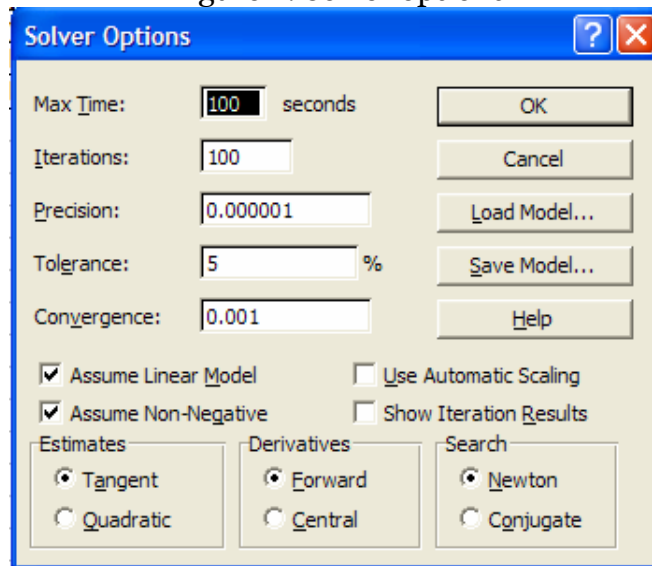 Solver Options
Max Time: 100 seconds OK
Iterations: 100 Cancel
Precision: 0.000001 Load Model...
Tolerance: 5 % Save Model...
Convergence: 0.001 Help
Assume Linear Model Use Automatic Scaling
Assume Non-Negative Show Iteration Results
Estimates Derivatives Search
Tangent Forward Newton
Quadratic Central Conjugate